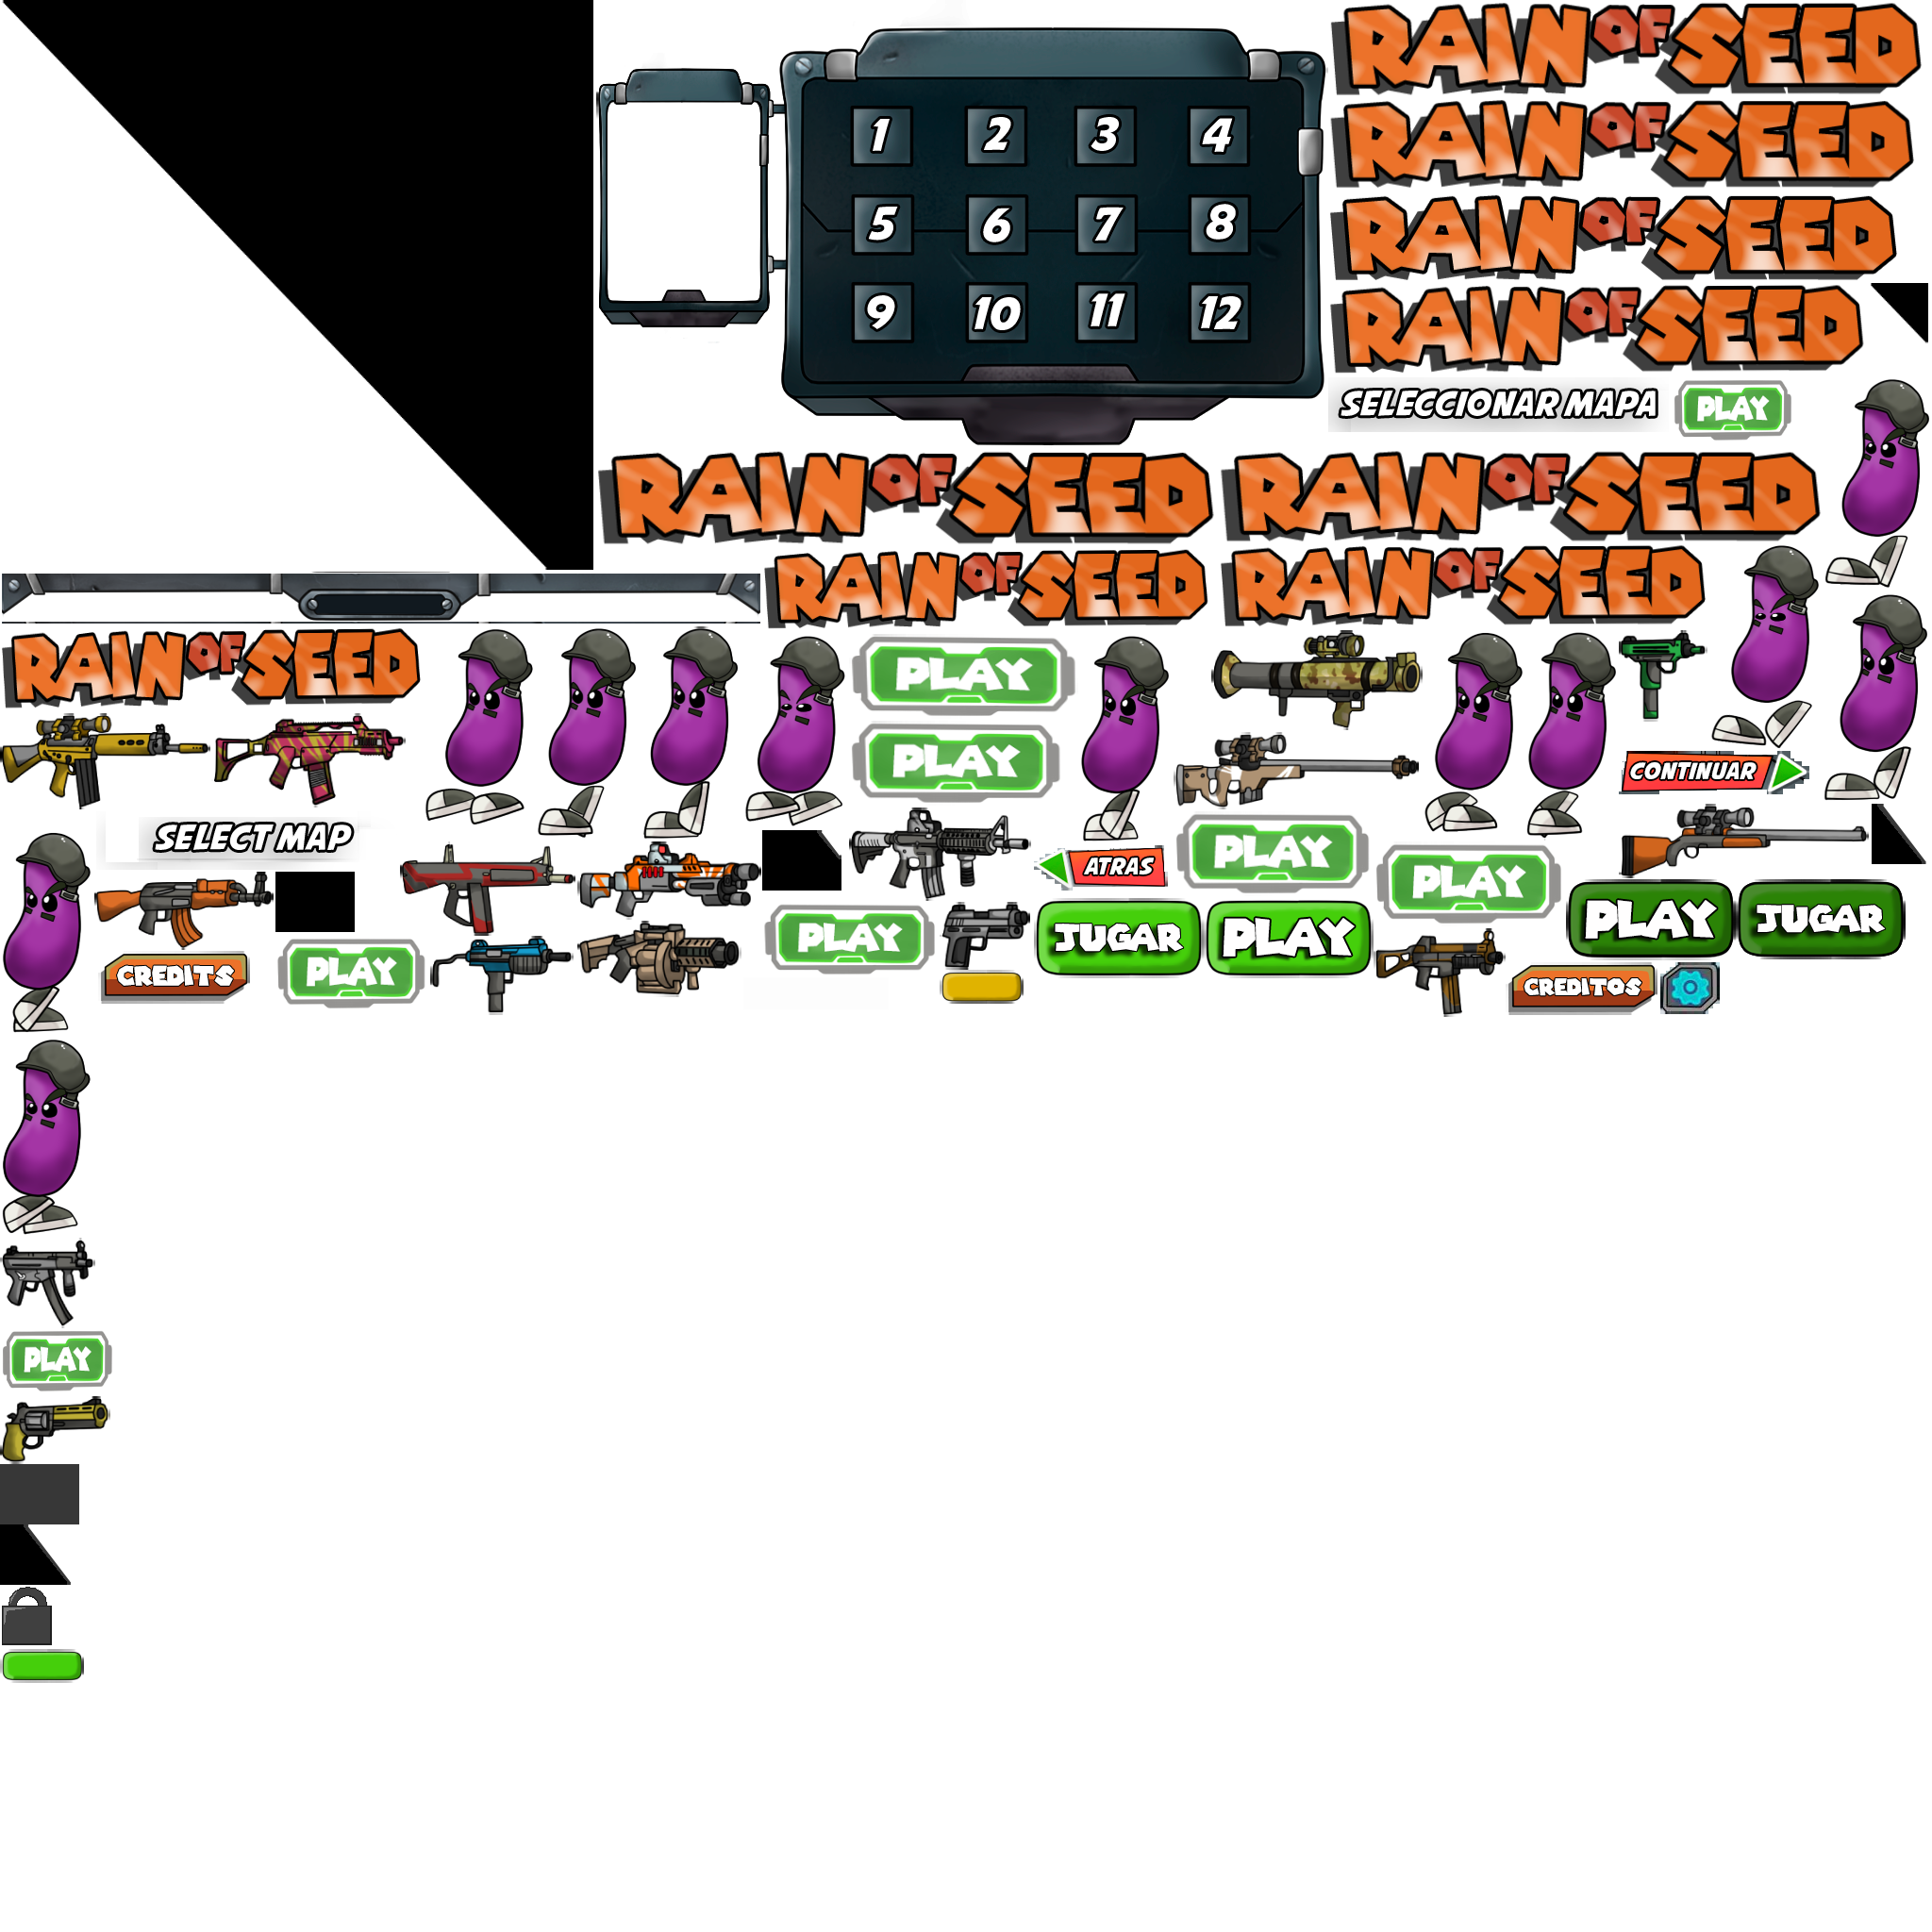 RAIN OF SEED
RAIN OF SEED
RAIN OF SEED
RAIN OF SEED
1 2 3 4
5 6 7 8
9 10 11 12
SELECCIONAR MAPA
PLAY
RAIN OF SEED
RAIN OF SEED
RAIN OF SEED
RAIN OF SEED
RAIN OF SEED
PLAY
PLAY
CONTINUAR
SELECT MAP
PLAY
ATRAS
PLAY
PLAY
JUGAR
PLAY
PLAY
JUGAR
CREDITS
PLAY
CREDITOS
PLAY